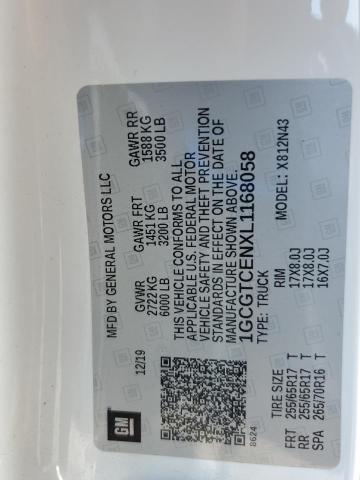 GM
MFD BY GENERAL MOTORS LLC
12/19
GVWR GAWR FRT GAWR RR
2722 KG 1451 KG 1588 KG
6000 LB 3200 LB 3500 LB
THIS VEHICLE CONFORMS TO ALL
APPLICABLE U.S. FEDERAL MOTOR
VEHICLE SAFETY AND THEFT PREVENTION
STANDARDS IN EFFECT ON THE DATE OF
MANUFACTURE SHOWN ABOVE.
1GCGTCENXL1168058
8624
TYPE: TRUCK MODEL: X812N43
TIRE SIZE RIM
FRT 255/65R17 T 17X8.0J
RR 255/65R17 T 17X8.0J
SPA 265/70R16 T 16X7.0J